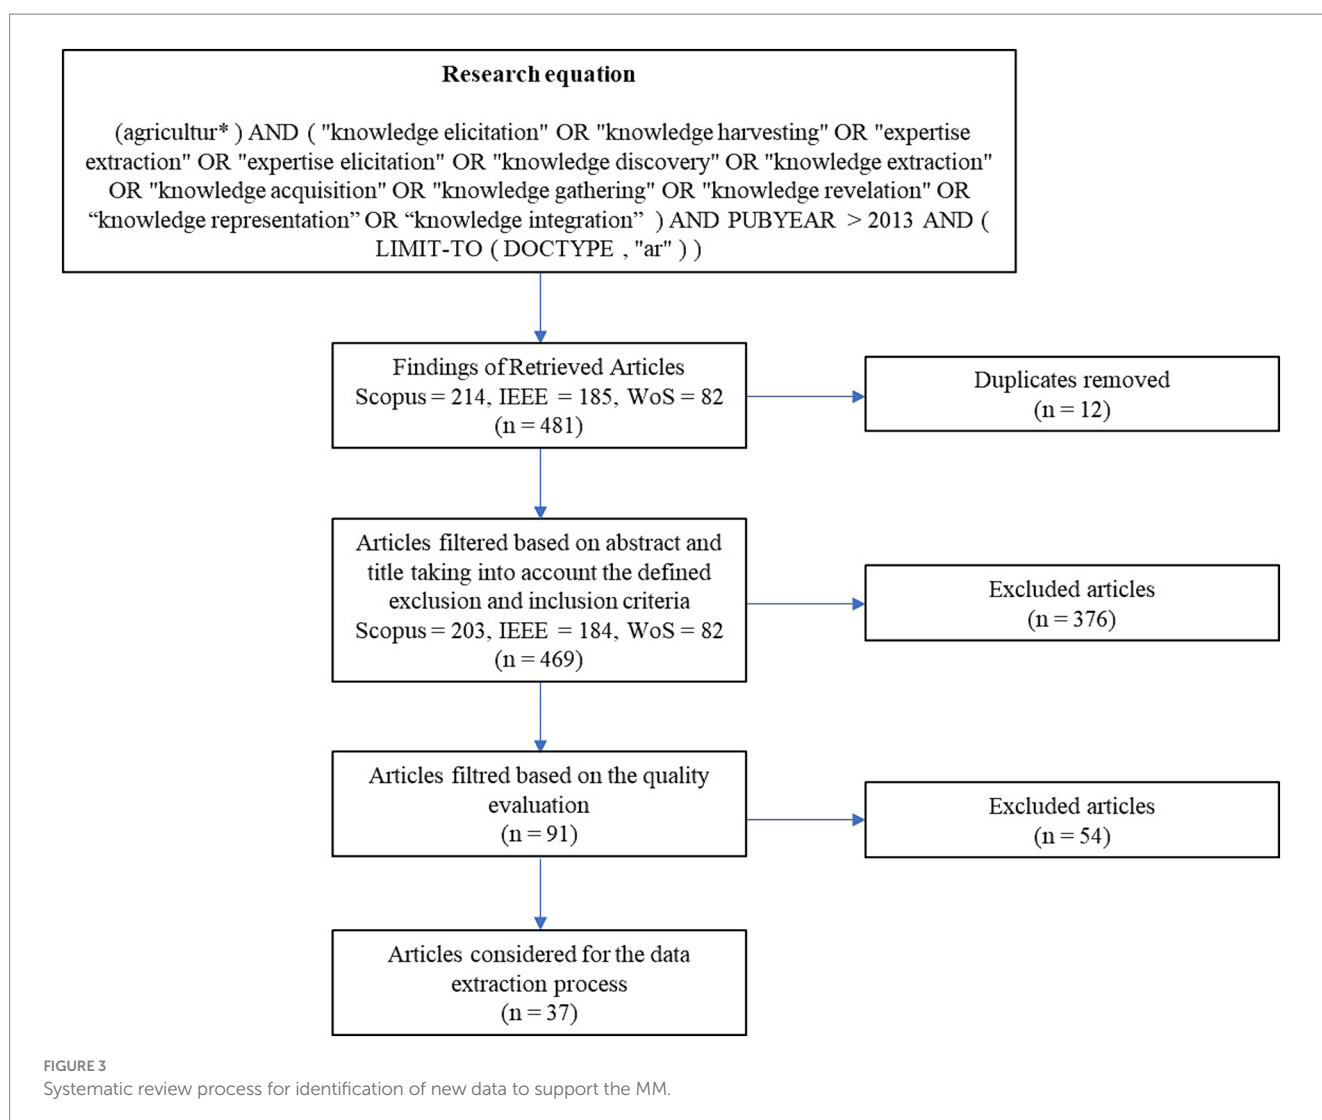 Research equation
(agricultur* ) AND ( "knowledge elicitation" OR "knowledge harvesting" OR "expertise
extraction" OR "expertise elicitation" OR "knowledge discovery" OR "knowledge extraction"
OR "knowledge acquisition" OR "knowledge gathering" OR "knowledge revelation" OR
“knowledge representation” OR “knowledge integration” ) AND PUBYEAR > 2013 AND (
LIMIT-TO ( DOCTYPE , "ar" ) )
Findings of Retrieved Articles
Scopus = 214, IEEE = 185, WoS = 82
(n = 481)
Duplicates removed
(n = 12)
Articles filtered based on abstract and
title taking into account the defined
exclusion and inclusion criteria
Scopus = 203, IEEE = 184, WoS = 82
(n = 469)
Excluded articles
(n = 376)
Articles filtred based on the quality
evaluation
(n = 91)
Excluded articles
(n = 54)
Articles considered for the data
extraction process
(n = 37)
FIGURE 3
Systematic review process for identification of new data to support the MM.